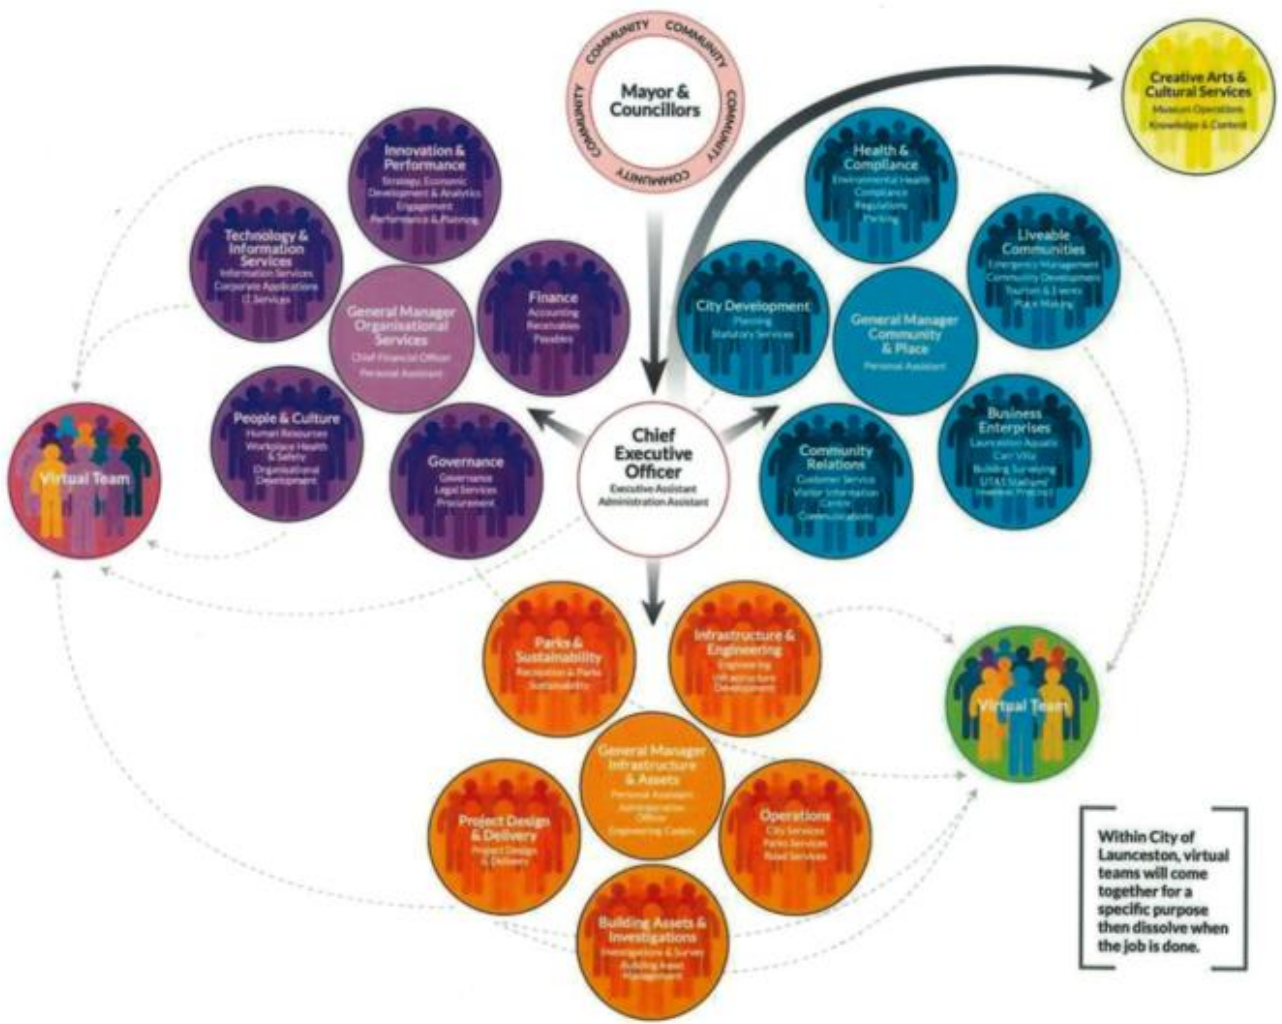 COMMUNITY COMMUNITY COMMUNITY COMMUNITY COMMUNITY
Mayor &
Councillors
Creative Arts &
Cultural Services
Museum Operations
Knowledge & Content
Innovation &
Performance
Strategy, Economic
Development & Analytics
Engagement
Performance & Planning
Technology &
Information
Services
Information Services
Corporate Applications
IT Services
General Manager
Organisational
Services
Chief Financial Officer
Personal Assistant
Finance
Accounting
Receivables
Payables
People & Culture
Human Resources
Workplace Health
& Safety
Organisational
Development
Governance
Governance
Legal Services
Procurement
Health &
Compliance
Environmental Health
Compliance
Regulations
Parking
Liveable
Communities
Emergency Management
Community Development
Tourism & Events
Place Making
City Development
Planning
Statutory Services
General Manager
Community
& Place
Personal Assistant
Community
Relations
Customer Service
Visitor Information
Centre
Communications
Business
Enterprises
Launceston Aquatic
Carr Villa
Building Surveying
UTAS Stadium
Chief
Executive
Officer
Executive Assistant
Administration Assistant
Virtual Team
Parks &
Sustainability
Recreation & Parks
Sustainability
Infrastructure &
Engineering
Engineering
Infrastructure
Development
General Manager
Infrastructure
& Assets
Personal Assistant
Administration
Officer
Engineering Cadets
Project Design
& Delivery
Project Design
& Delivery
Operations
City Services
Parks Services
Road Services
Building Assets &
Investigations
Investigations & Survey
Building Asset
Management
Virtual Team
Within City of
Launceston, virtual
teams will come
together for a
specific purpose
then dissolve when
the job is done.